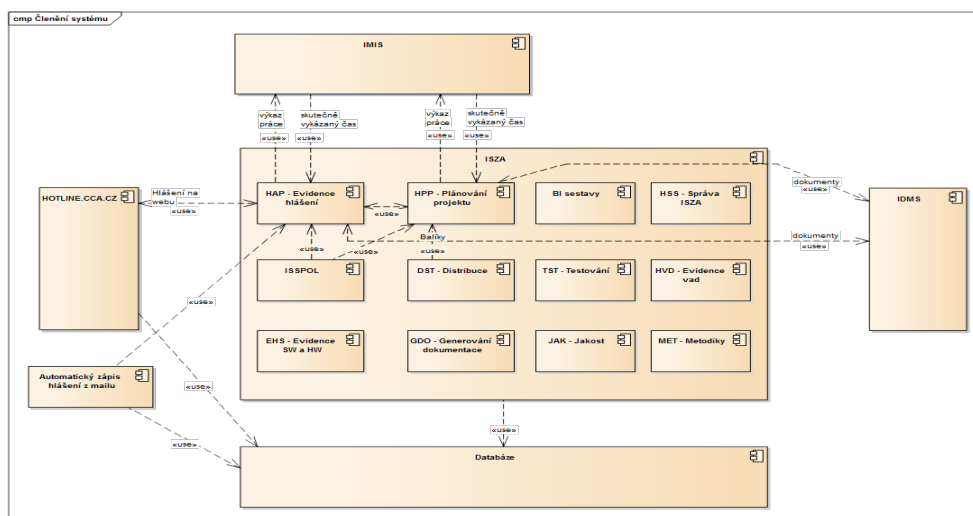 cmp Členění systému
IMIS
výkaz
práce
«use»
skutečně
vykázaný čas
«use»
výkaz
práce
«use»
skutečně
vykázaný čas
«use»
ISZA
HOTLINE.CCA.CZ
Hlášení na
webu
«use»
HAP - Evidence
hlášení
«use»
HPP - Plánování
projektu
BI sestavy
HSS - Správa
ISZA
dokumenty
«use»
IDMS
«use»
«use»
Balíky
«use»
dokumenty
«use»
ISSPOL
DST - Distribuce
TST - Testování
HVD - Evidence
vad
«use»
EHS - Evidence
SW a HW
GDO - Generování
dokumentace
JAK - Jakost
MET - Metodiky
Automatický zápis
hlášení z mailu
«use»
«use»
«use»
Databáze